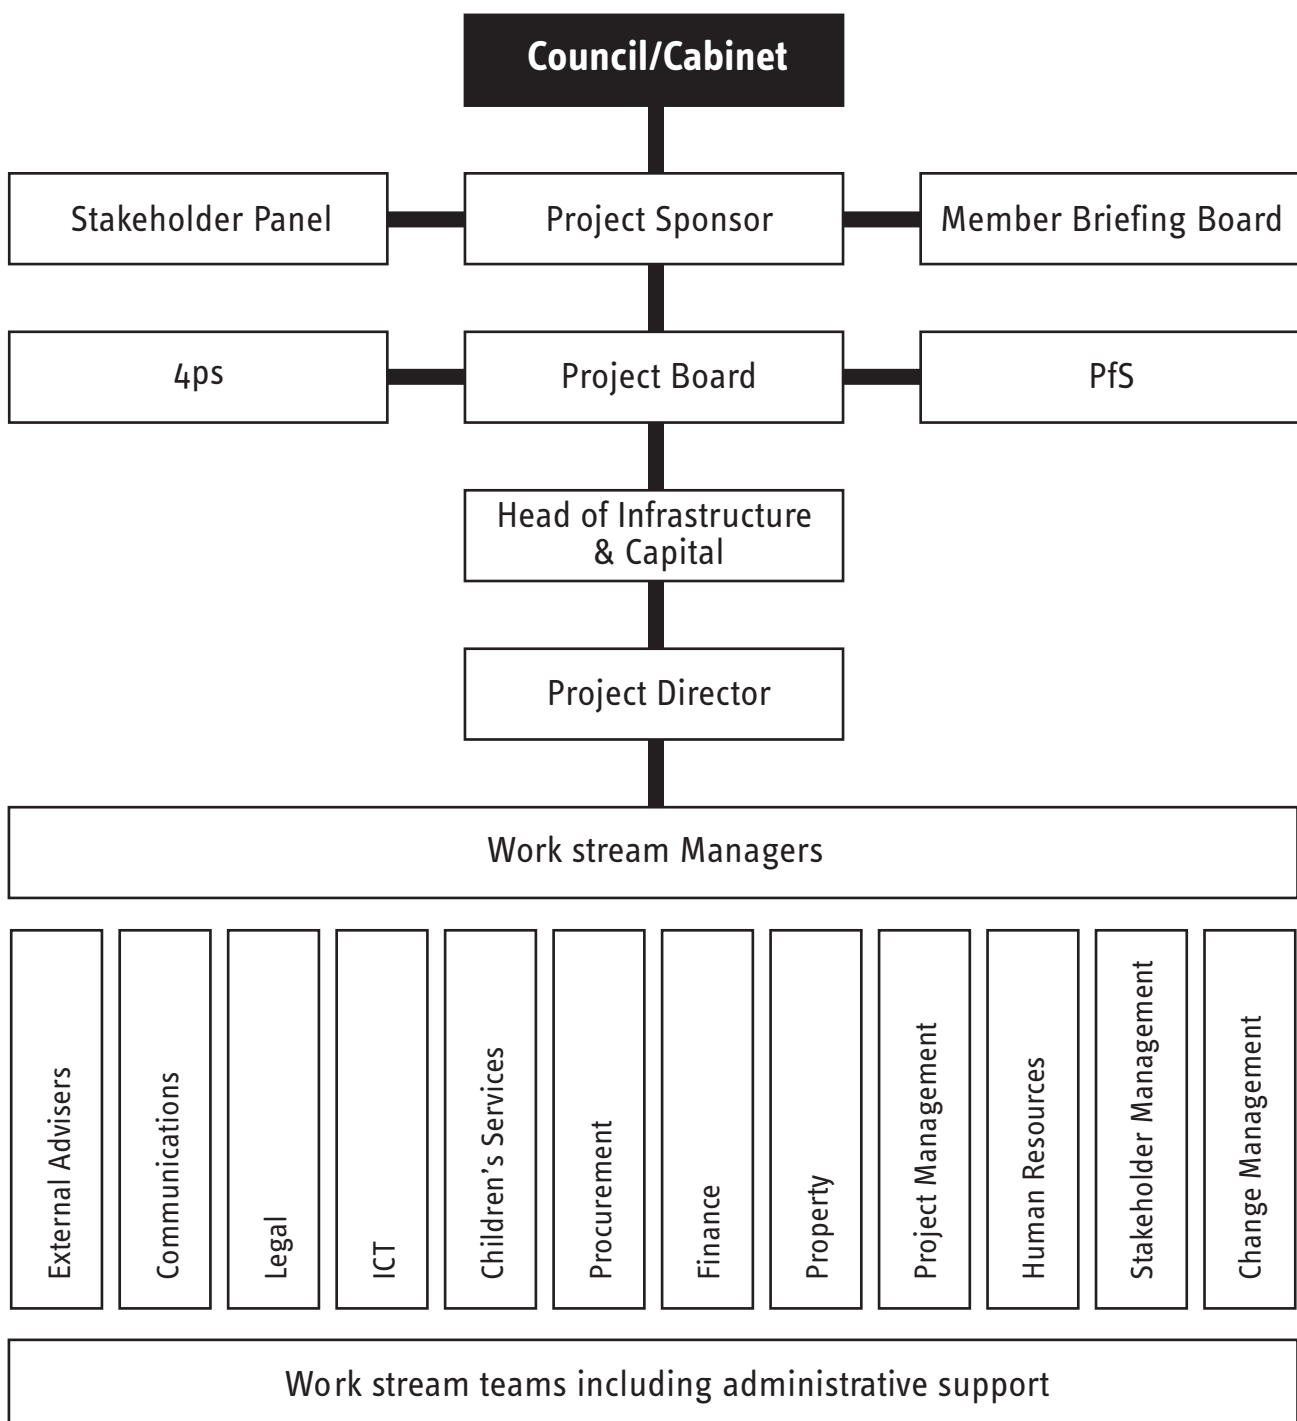 Council/Cabinet
Stakeholder Panel
Project Sponsor
Member Briefing Board
4ps
Project Board
PfS
Head of Infrastructure
& Capital
Project Director
Work stream Managers
External Advisers
Communications
Legal
ICT
Children's Services
Procurement
Finance
Property
Project Management
Human Resources
Stakeholder Management
Change Management
Work stream teams including administrative support